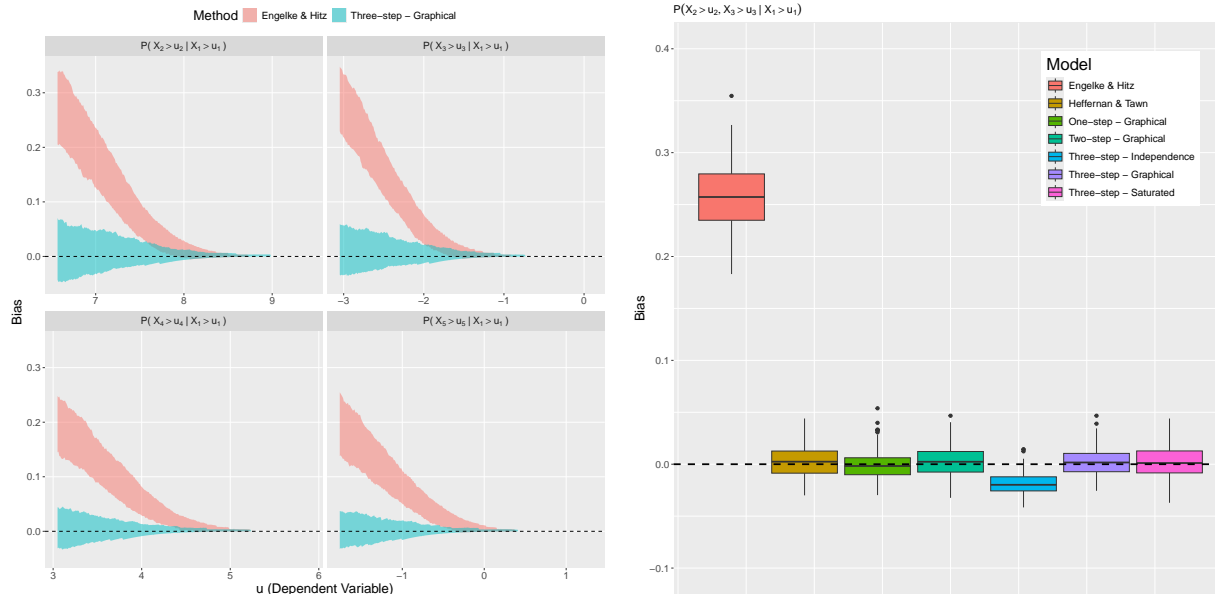 Method Engelke & Hitz Three−step − Graphical
P( X2 > u2 | X1 > u1 )
P( X3 > u3 | X1 > u1 )
0.3
0.2
0.1
0.0
7 8 9
−3 −2 −1 0
Bias
P( X4 > u4 | X1 > u1 )
P( X5 > u5 | X1 > u1 )
0.3
0.2
0.1
0.0
3 4 5 6
−1 0 1
u (Dependent Variable)
P(X2 > u2, X3 > u3 | X1 > u1)
0.4
0.3
0.2
0.1
0.0
−0.1
Bias
Model
Engelke & Hitz
Heffernan & Tawn
One−step − Graphical
Two−step − Graphical
Three−step − Independence
Three−step − Graphical
Three−step − Saturated